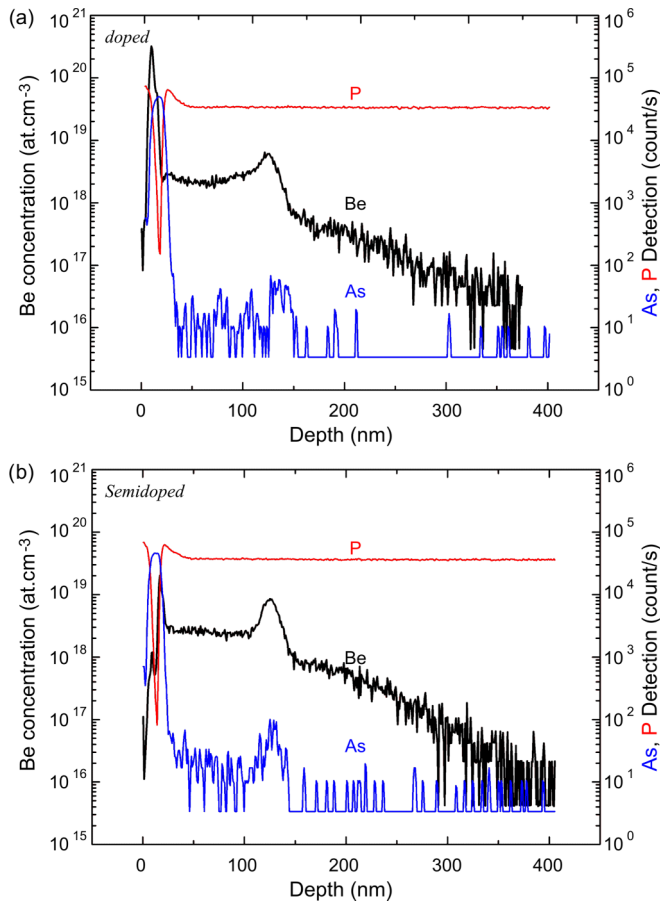 (a)
doped
Be concentration (at.cm-3)
10^21
10^20
10^19
10^18
10^17
10^16
10^15
P
Be
As
10^6
10^5
10^4
10^3
10^2
10^1
10^0
As, P Detection (count/s)
0 100 200 300 400
Depth (nm)
(b)
Semidoped
Be concentration (at.cm-3)
10^21
10^20
10^19
10^18
10^17
10^16
10^15
P
Be
As
10^6
10^5
10^4
10^3
10^2
10^1
10^0
As, P Detection (count/s)
0 100 200 300 400
Depth (nm)